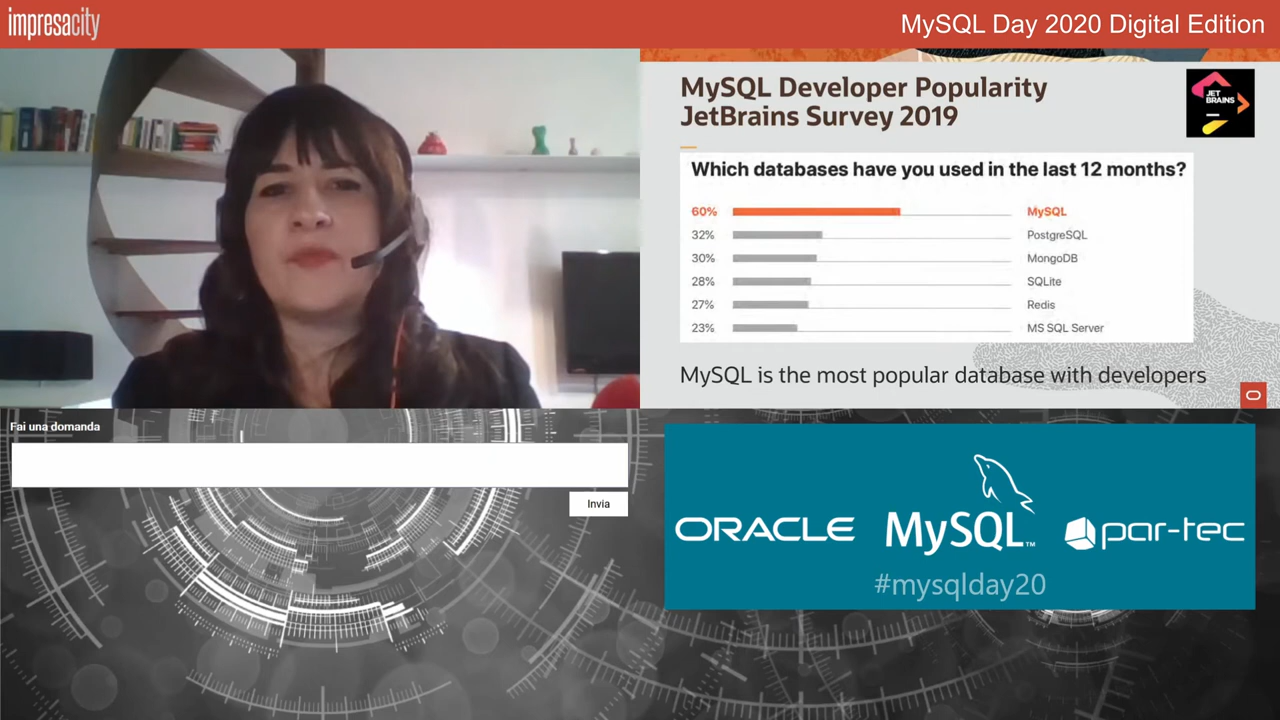 impresacity
MySQL Day 2020 Digital Edition
MySQL Developer Popularity
JetBrains Survey 2019
JET
BRAINS
Which databases have you used in the last 12 months?
60% MySQL
32% PostgreSQL
30% MongoDB
28% SQLite
27% Redis
23% MS SQL Server
MySQL is the most popular database with developers
Fai una domanda
Invia
ORACLE MySQL™ par-tec
#mysqlday20